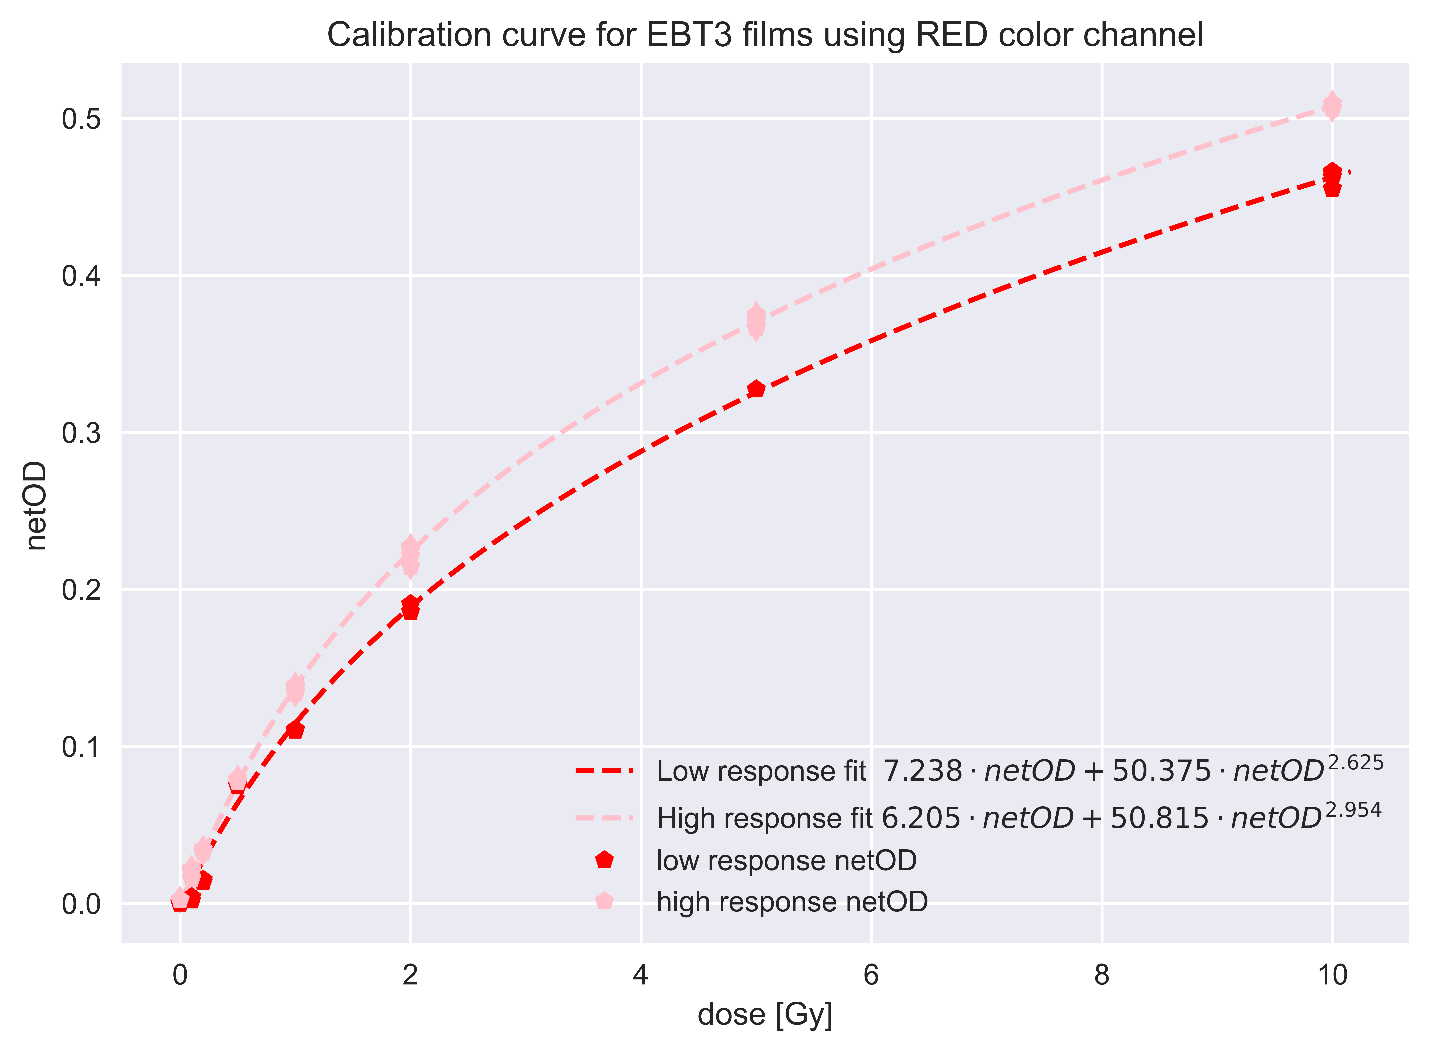 Calibration curve for EBT3 films using RED color channel
0.5
0.4
0.3
0.2
0.1
0.0
netOD
Low response fit 7.238 · netOD + 50.375 · netOD^2.625
High response fit 6.205 · netOD + 50.815 · netOD^2.954
low response netOD
high response netOD
0 2 4 6 8 10
dose [Gy]